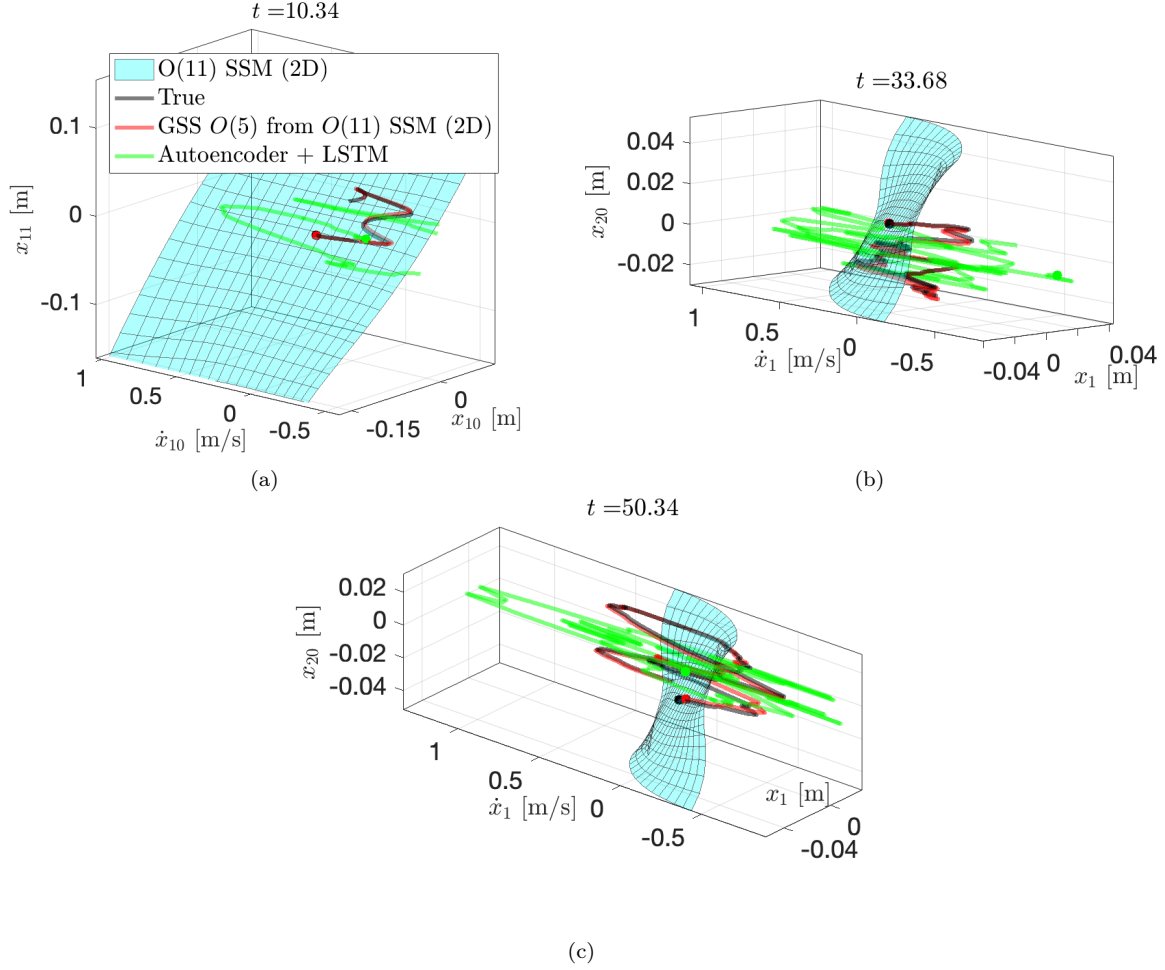 t =10.34
O(11) SSM (2D)
True
GSS O(5) from O(11) SSM (2D)
Autoencoder + LSTM
0.1
0
-0.1
x₁₁ [m]
1
0.5
0
-0.5
ẋ₁₀ [m/s]
-0.15
0
x₁₀ [m]
(a)
t =33.68
0.04
0.02
0
-0.02
x₂₀ [m]
1
0.5
0
-0.5
ẋ₁ [m/s]
-0.04
0
0.04
x₁ [m]
(b)
t =50.34
0.02
0
-0.02
-0.04
x₂₀ [m]
1
0.5
0
-0.5
ẋ₁ [m/s]
x₁ [m]
0
-0.04
(c)